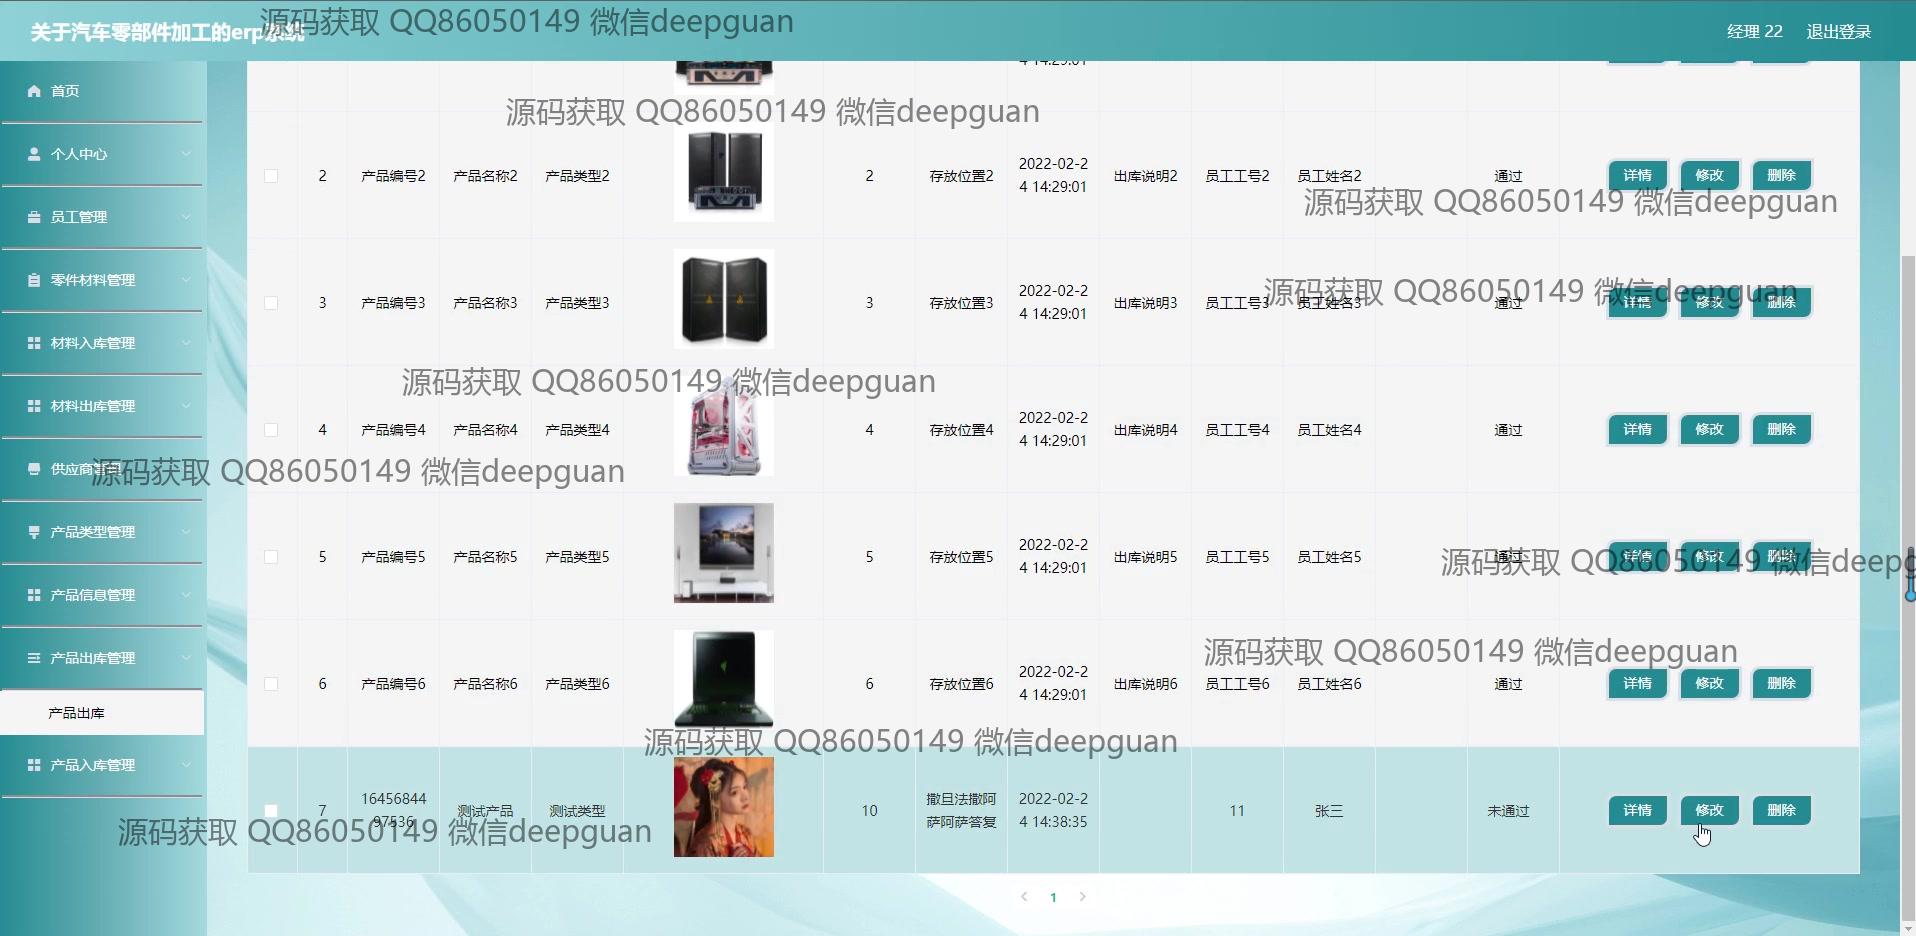 关于汽车零部件加工的erp系统
源码获取 QQ86050149 微信deepguan
经理 22 退出登录
首页
个人中心
员工管理
零件材料管理
材料入库管理
材料出库管理
供应商管理
产品类型管理
产品信息管理
产品出库管理
产品出库
产品入库管理
4 14:29:01
源码获取 QQ86050149 微信deepguan
2 产品编号2 产品名称2 产品类型2 2 存放位置2 2022-02-2 出库说明2 员工工号2 员工姓名2 通过 详情 修改 删除
4 14:29:01
源码获取 QQ86050149 微信deepguan
源码获取 QQ86050149 微信deepguan
3 产品编号3 产品名称3 产品类型3 3 存放位置3 2022-02-2 出库说明3 员工工号3 员工姓名3 通过 详情 修改 删除
4 14:29:01
源码获取 QQ86050149 微信deepguan
4 产品编号4 产品名称4 产品类型4 4 存放位置4 2022-02-2 出库说明4 员工工号4 员工姓名4 通过 详情 修改 删除
4 14:29:01
源码获取 QQ86050149 微信deepguan
5 产品编号5 产品名称5 产品类型5 5 存放位置5 2022-02-2 出库说明5 员工工号5 员工姓名5 通过 详情 修改 删除
4 14:29:01
源码获取 QQ86050149 微信deepg
源码获取 QQ86050149 微信deepguan
6 产品编号6 产品名称6 产品类型6 6 存放位置6 2022-02-2 出库说明6 员工工号6 员工姓名6 通过 详情 修改 删除
4 14:29:01
源码获取 QQ86050149 微信deepguan
7 16456844 测试产品 测试类型 10 撒旦法撒阿 2022-02-2 11 张三 未通过 详情 修改 删除
97536 萨阿萨答复 4 14:38:35
源码获取 QQ86050149 微信deepguan
1